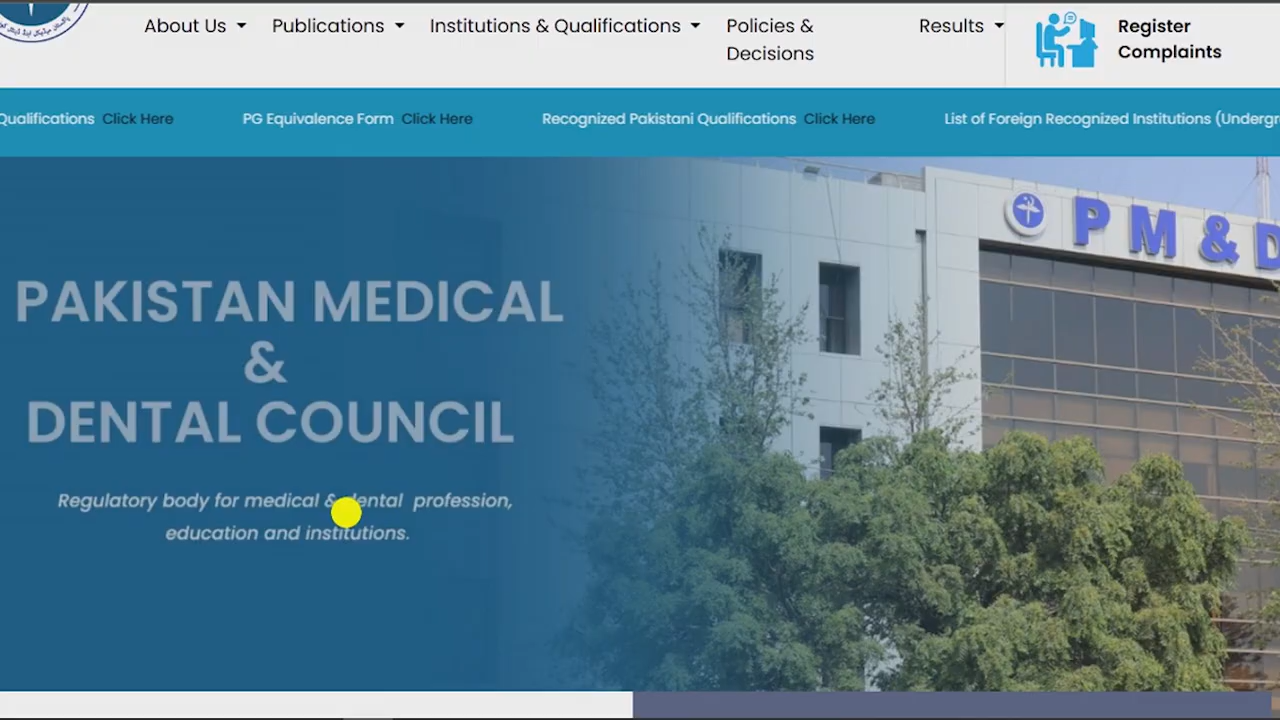 About Us
Publications
Institutions & Qualifications
Policies &
Decisions
Results
Register
Complaints
Qualifications Click Here
PG Equivalence Form Click Here
Recognized Pakistani Qualifications Click Here
List of Foreign Recognized Institutions
PM&D
PAKISTAN MEDICAL
&
DENTAL COUNCIL
Regulatory body for medical & dental profession,
education and institutions.